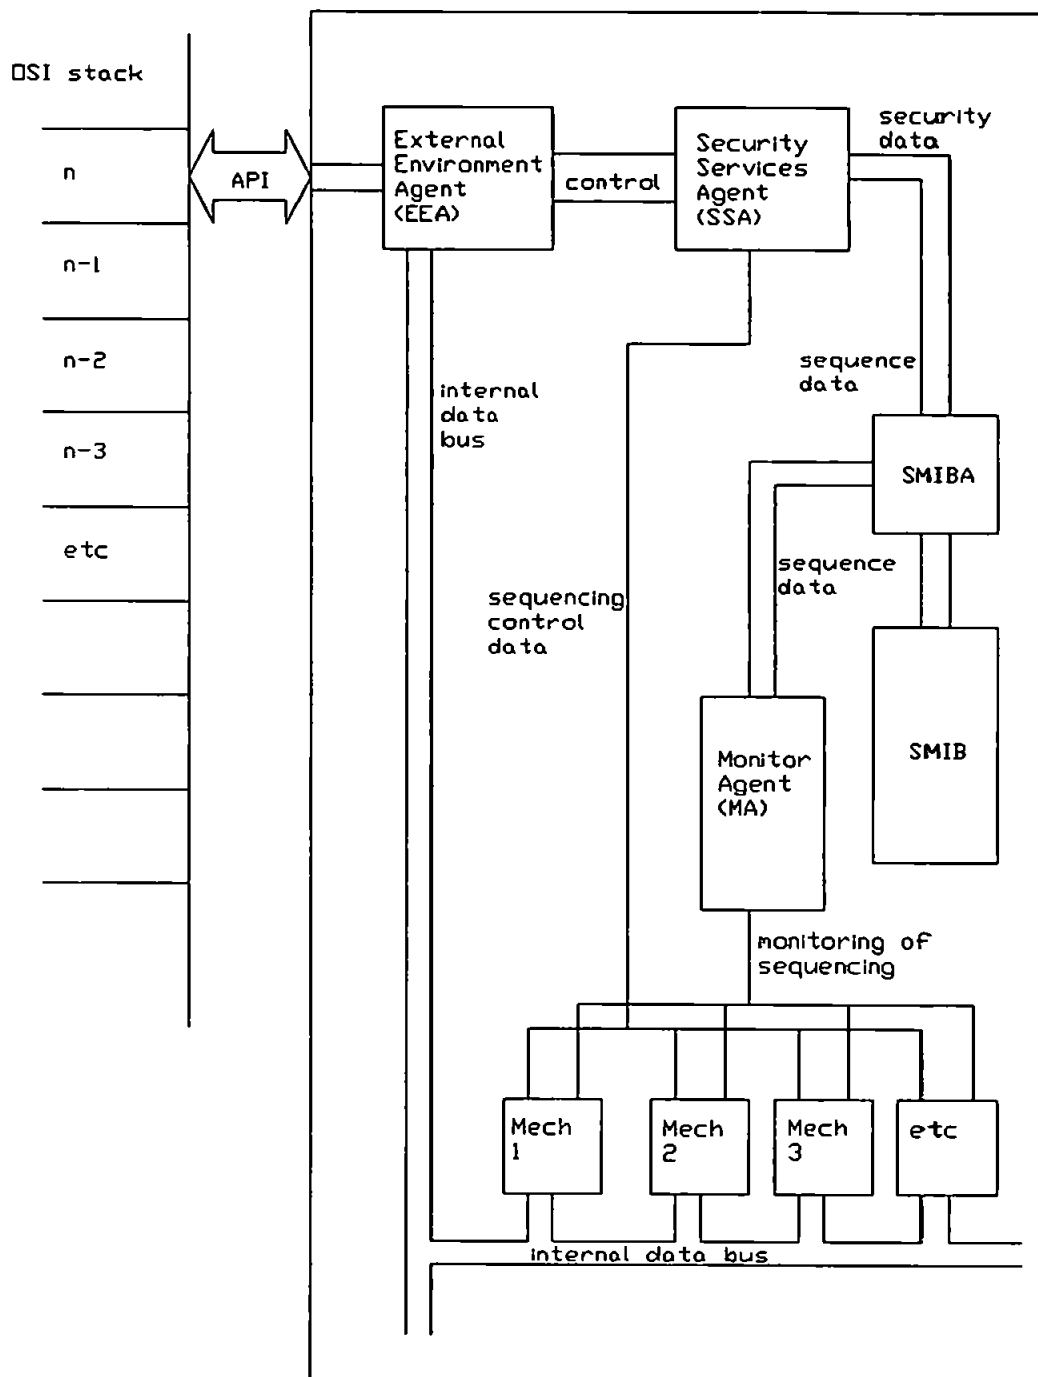 OSI stack
n
n-1
n-2
n-3
etc
API
External
Environment
Agent
(EEA)
control
Security
Services
Agent
(SSA)
security
data
internal
data
bus
sequence
data
SMIBA
sequence
data
sequencing
control
data
SMIB
Monitor
Agent
(MA)
monitoring of
sequencing
Mech
1
Mech
2
Mech
3
etc
internal data bus